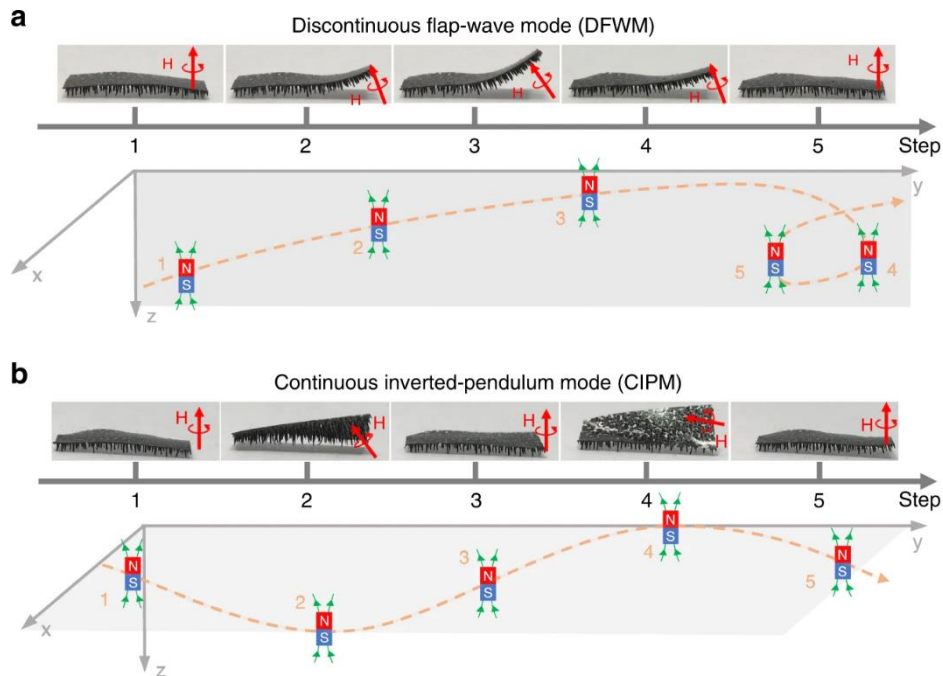 a
Discontinuous flap-wave mode (DFWM)
H H H H H
1 2 3 4 5 Step
y
x
z
1 N S
2 N S
3 N S
N S 4
5 N S
b
Continuous inverted-pendulum mode (CIPM)
H H H H H
1 2 3 4 5 Step
y
x
z
1 N S
2 N S
3 N S
4 N S
5 N S